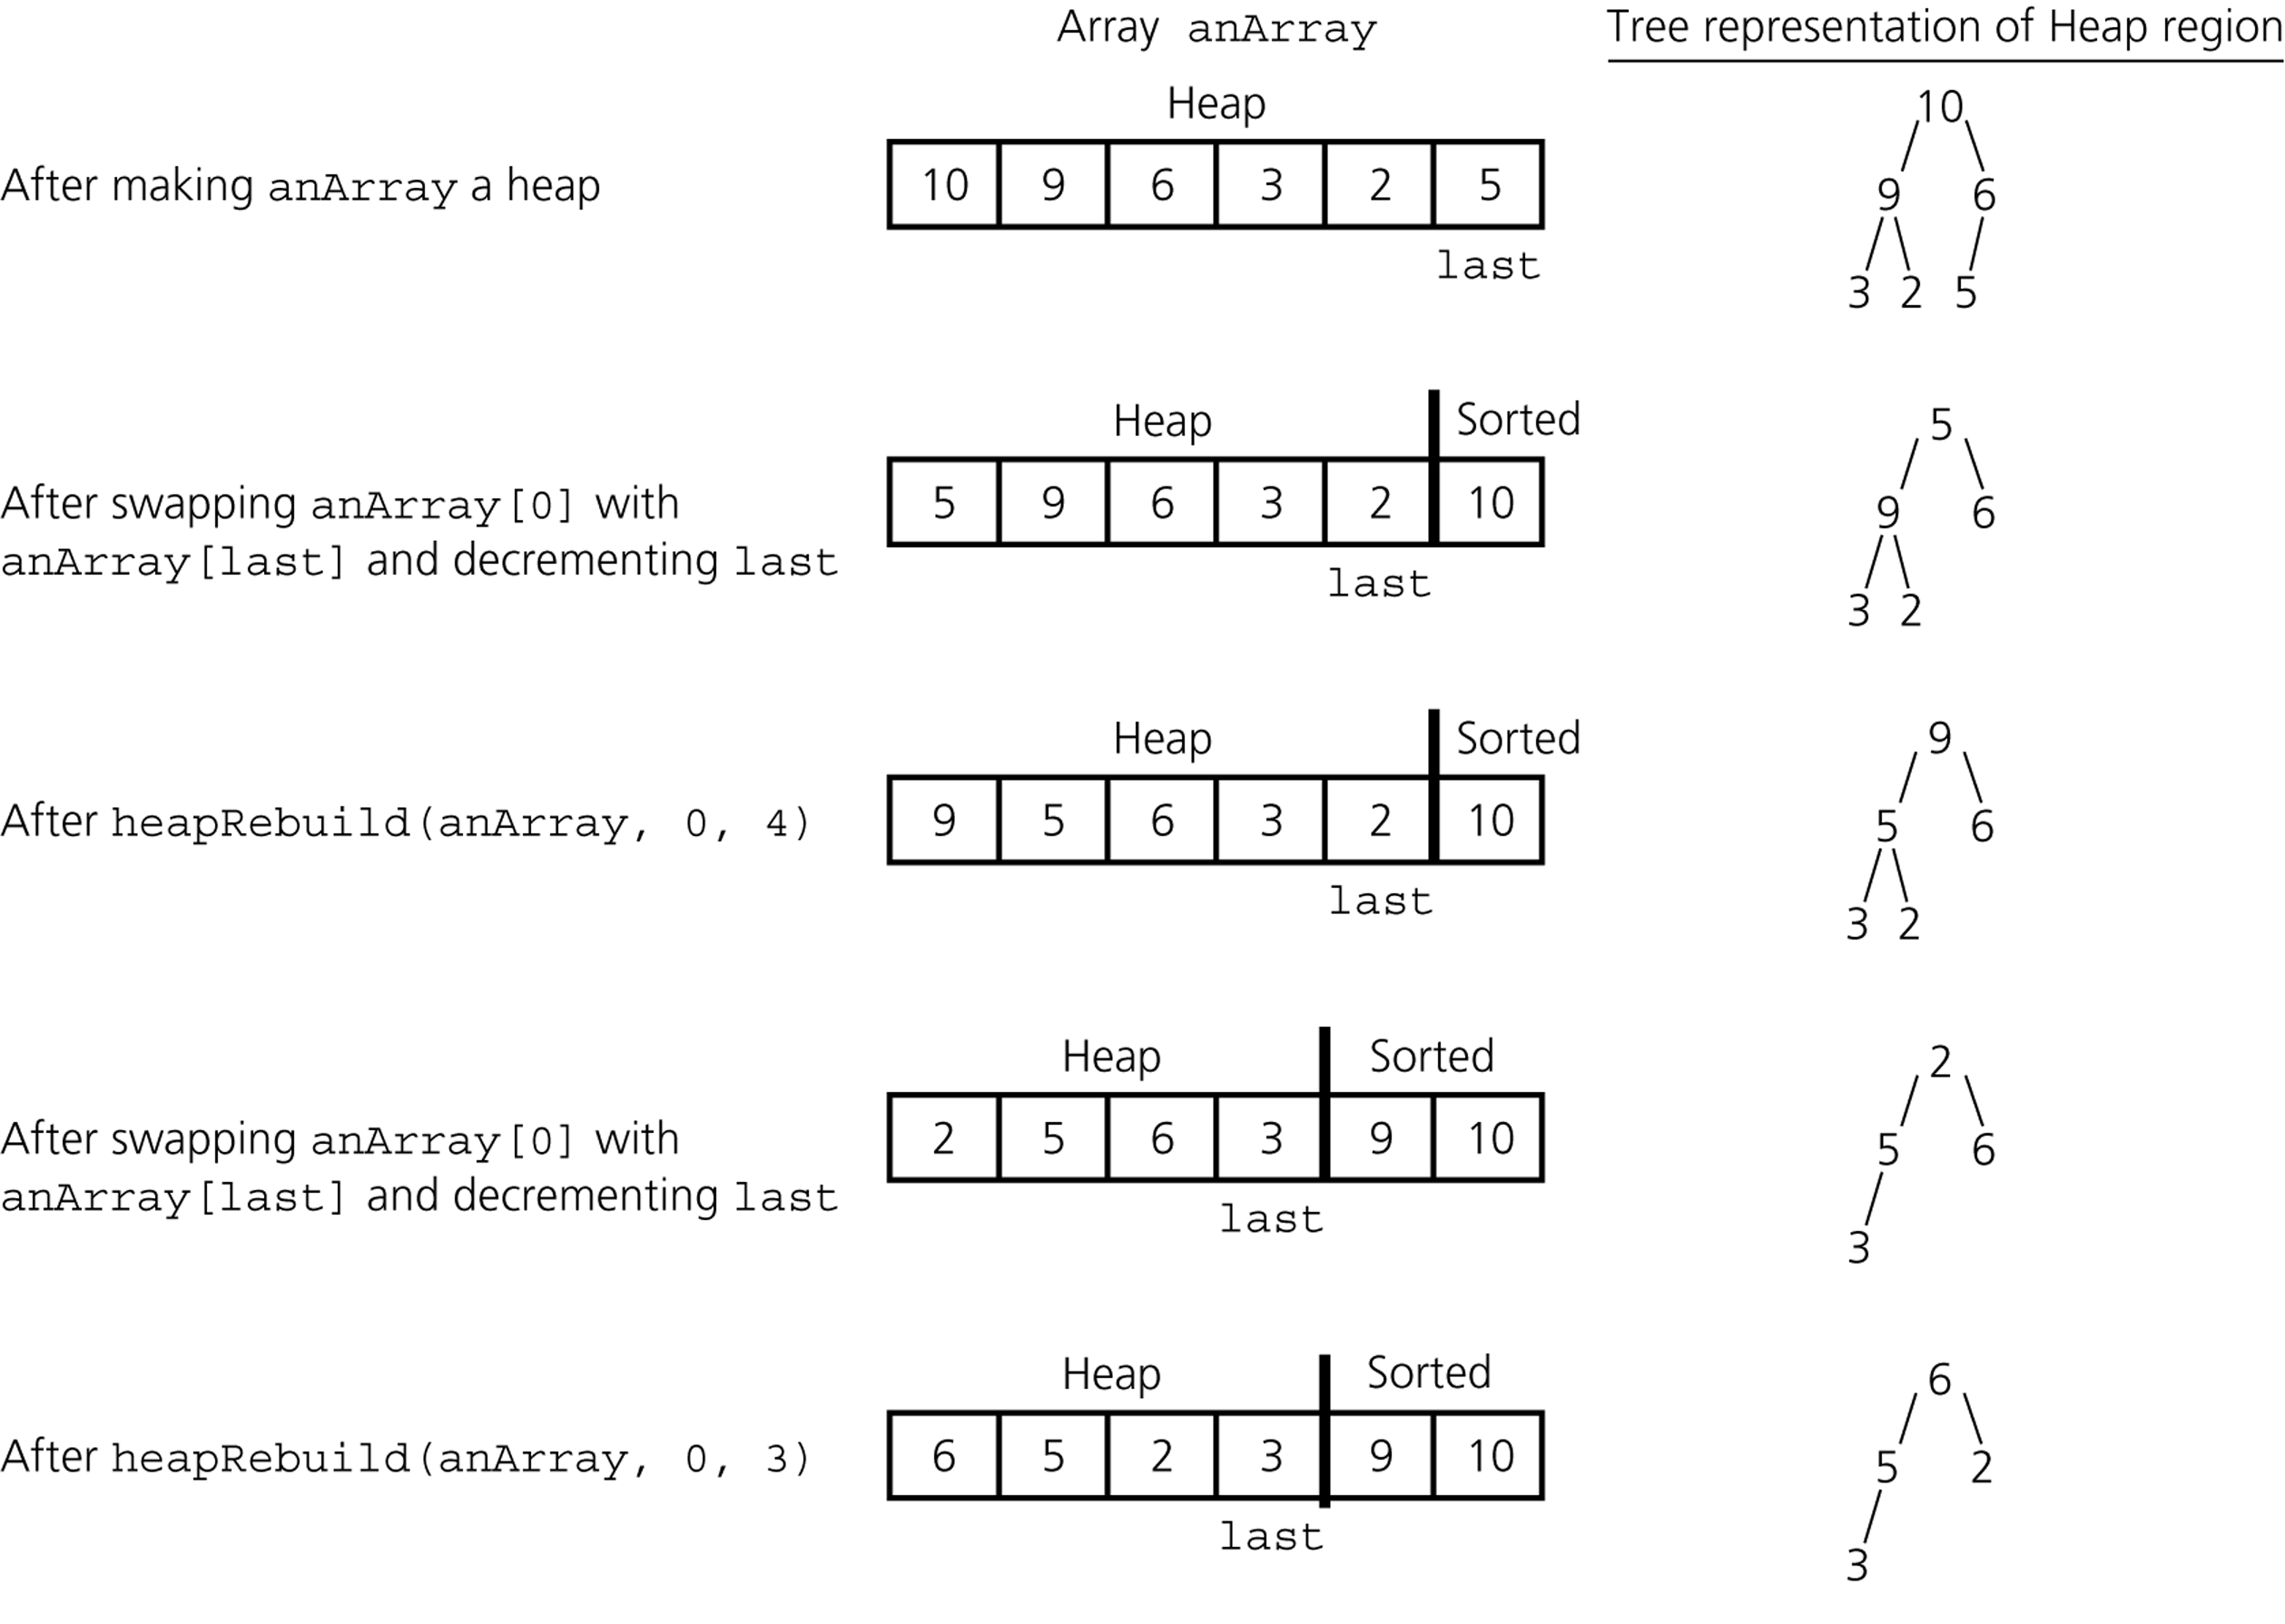 Array anArray
Tree representation of Heap region
Heap
After making anArray a heap
10 9 6 3 2 5
last
10
9 6
3 2 5
Heap Sorted
After swapping anArray[0] with
anArray[last] and decrementing last
5 9 6 3 2 10
last
5
9 6
3 2
Heap Sorted
After heapRebuild(anArray, 0, 4)
9 5 6 3 2 10
last
9
5 6
3 2
Heap Sorted
After swapping anArray[0] with
anArray[last] and decrementing last
2 5 6 3 9 10
last
2
5 6
3
Heap Sorted
After heapRebuild(anArray, 0, 3)
6 5 2 3 9 10
last
6
5 2
3